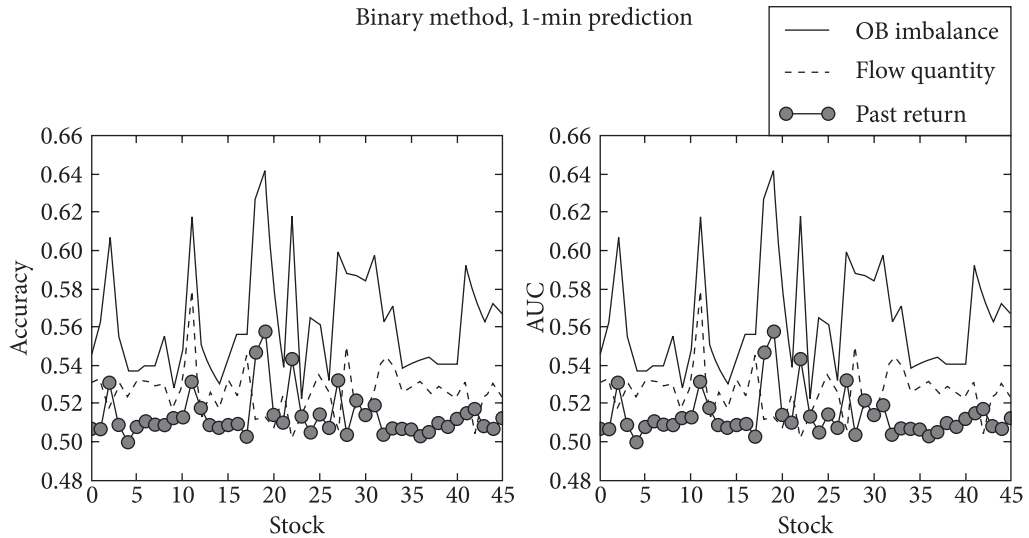 Binary method, 1-min prediction
OB imbalance
Flow quantity
Past return
Accuracy
0.66
0.64
0.62
0.60
0.58
0.56
0.54
0.52
0.50
0.48
0 5 10 15 20 25 30 35 40 45
Stock
AUC
0.66
0.64
0.62
0.60
0.58
0.56
0.54
0.52
0.50
0.48
0 5 10 15 20 25 30 35 40 45
Stock